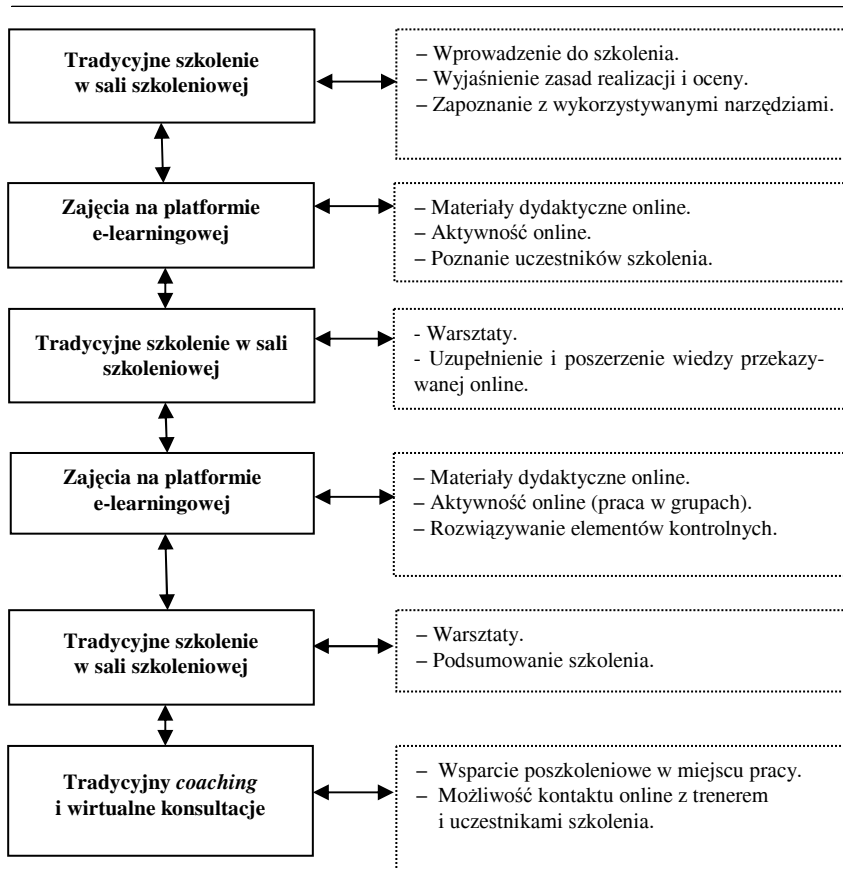 Tradycyjne szkolenie
w sali szkoleniowej
– Wprowadzenie do szkolenia.
– Wyjaśnienie zasad realizacji i oceny.
– Zapoznanie z wykorzystywanymi narzędziami.
Zajęcia na platformie
e-learningowej
– Materiały dydaktyczne online.
– Aktywność online.
– Poznanie uczestników szkolenia.
Tradycyjne szkolenie w sali
szkoleniowej
- Warsztaty.
- Uzupełnienie i poszerzenie wiedzy przekazy-
wanej online.
Zajęcia na platformie
e-learningowej
– Materiały dydaktyczne online.
– Aktywność online (praca w grupach).
– Rozwiązywanie elementów kontrolnych.
Tradycyjne szkolenie
w sali szkoleniowej
– Warsztaty.
– Podsumowanie szkolenia.
Tradycyjny coaching
i wirtualne konsultacje
– Wsparcie poszkoleniowe w miejscu pracy.
– Możliwość kontaktu online z trenerem
i uczestnikami szkolenia.